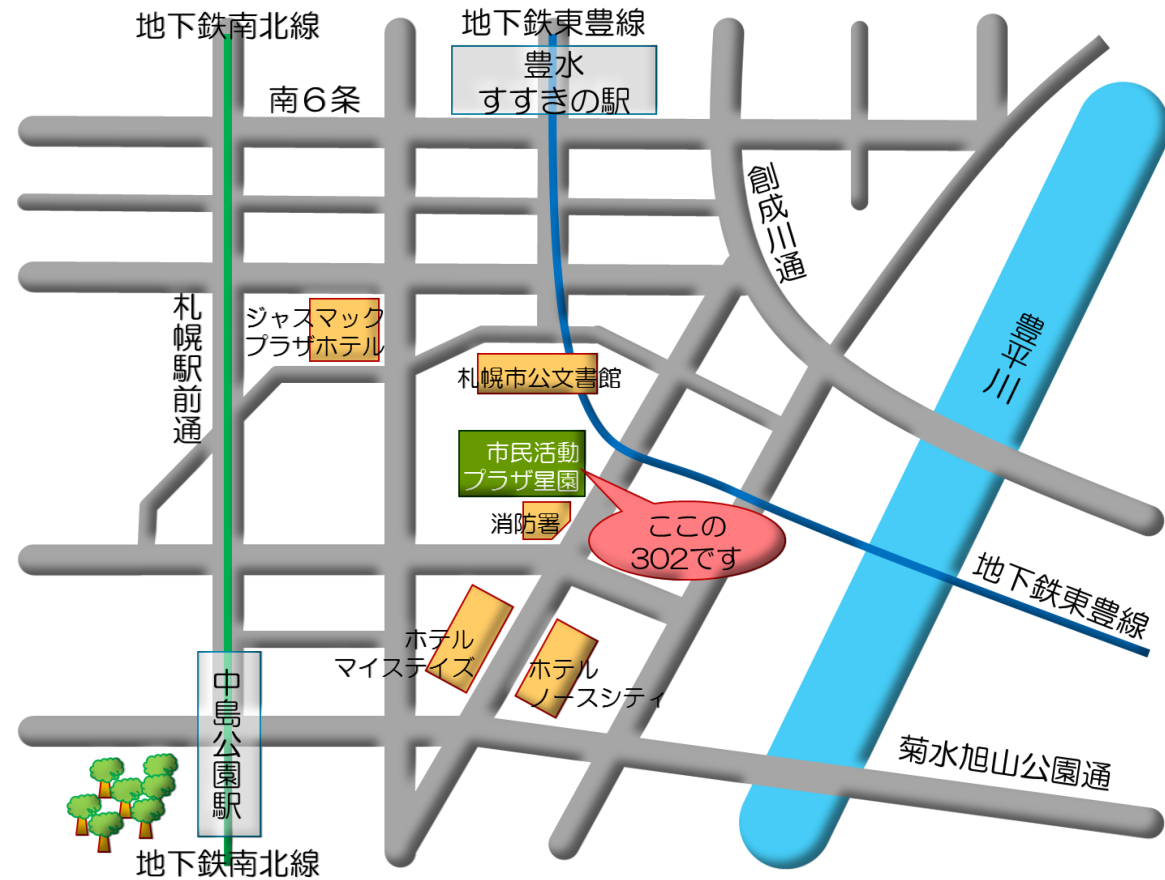 地下鉄南北線
地下鉄東豊線
豊水
すすきの駅
南6条
創成川通
札幌駅前通
ジャスマック
プラザホテル
豊平川
札幌市公文書館
市民活動
プラザ星園
消防署
ここの
302です
地下鉄東豊線
ホテル
マイステイズ
ホテル
ノースシティ
中島公園駅
菊水旭山公園通
地下鉄南北線